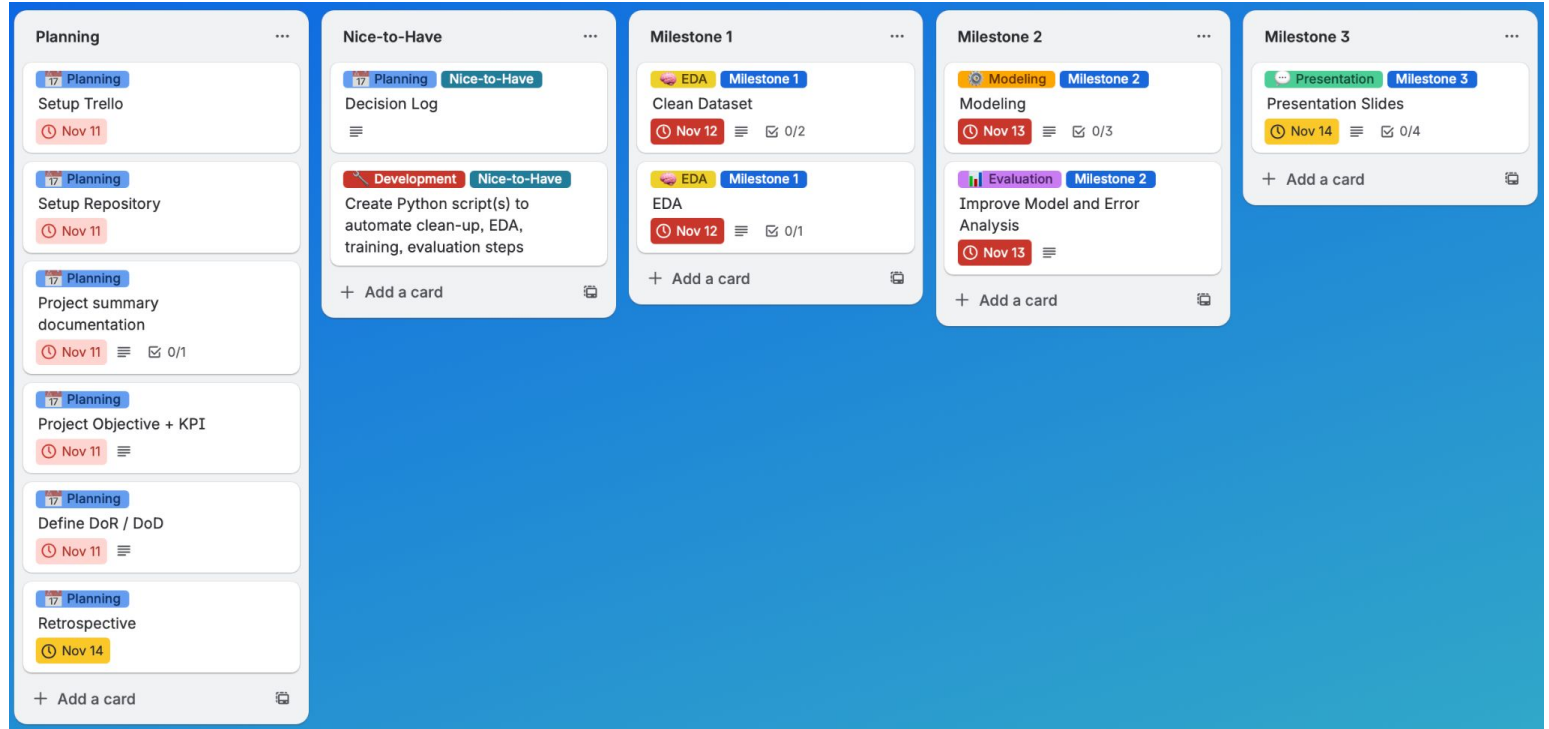 Planning
Planning
Setup Trello
Nov 11
Planning
Setup Repository
Nov 11
Planning
Project summary
documentation
Nov 11 0/1
Planning
Project Objective + KPI
Nov 11
Planning
Define DoR / DoD
Nov 11
Planning
Retrospective
Nov 14
+ Add a card
Nice-to-Have
Planning Nice-to-Have
Decision Log
Development Nice-to-Have
Create Python script(s) to
automate clean-up, EDA,
training, evaluation steps
+ Add a card
Milestone 1
EDA Milestone 1
Clean Dataset
Nov 12 0/2
EDA Milestone 1
EDA
Nov 12 0/1
+ Add a card
Milestone 2
Modeling Milestone 2
Modeling
Nov 13 0/3
Evaluation Milestone 2
Improve Model and Error
Analysis
Nov 13
+ Add a card
Milestone 3
Presentation Milestone 3
Presentation Slides
Nov 14 0/4
+ Add a card